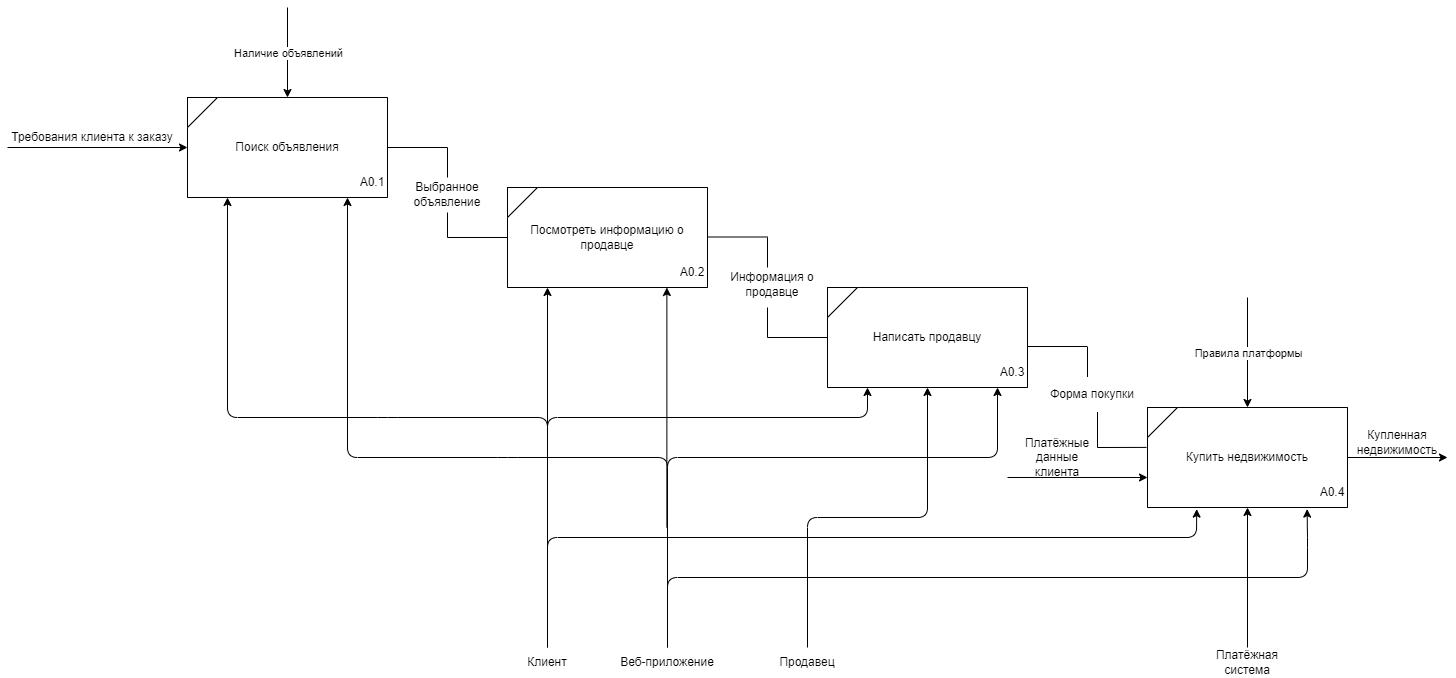 Наличие объявлений
Требования клиента к заказу
Поиск объявления
A0.1
Выбранное
объявление
Посмотреть информацию о
продавце
A0.2
Информация о
продавце
Написать продавцу
A0.3
Правила платформы
Форма покупки
Платёжные
данные
клиента
Купить недвижимость
A0.4
Купленная
недвижимость
Клиент
Веб-приложение
Продавец
Платёжная
система